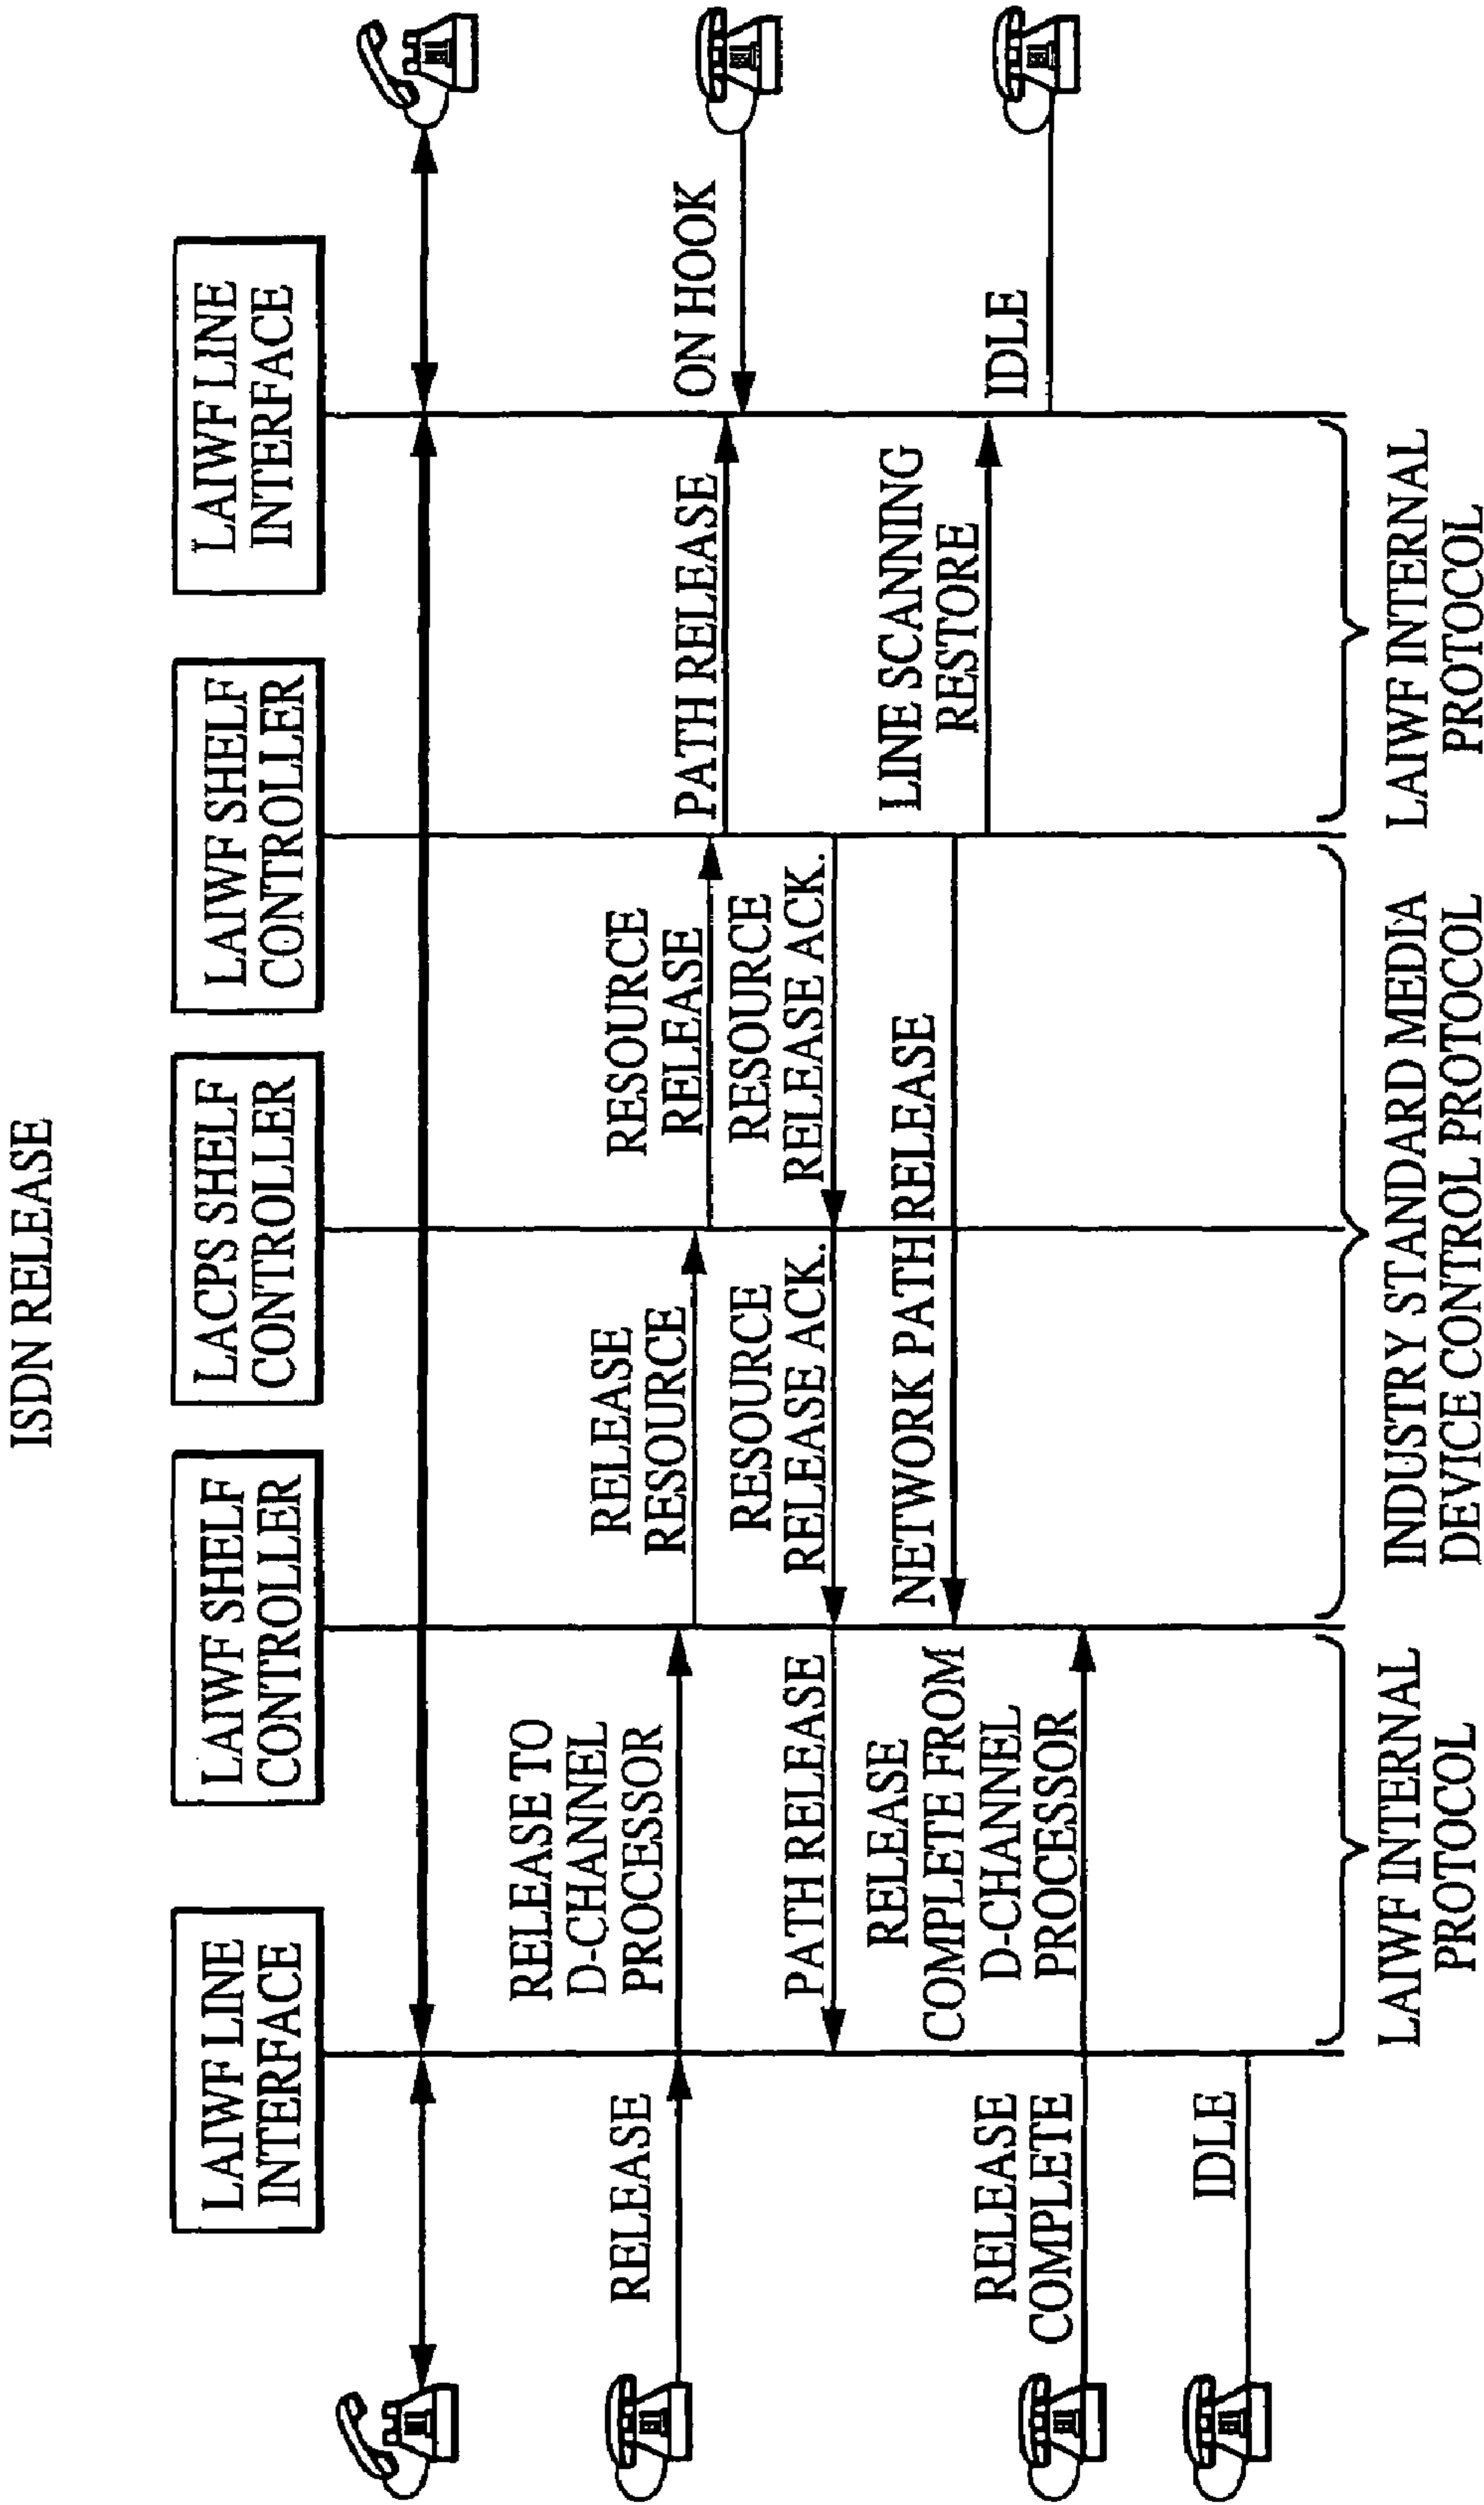 ISDN RELEASE
LAIWF LINE
INTERFACE
LAIWF SHELF
CONTROLLER
LACPS SHELF
CONTROLLER
LAIWF SHELF
CONTROLLER
LAIWF LINE
INTERFACE
RELEASE
RELEASE TO
D-CHANNEL
PROCESSOR
RELEASE
RESOURCE
RESOURCE
RELEASE
PATH RELEASE
ON HOOK
PATH RELEASE
RESOURCE
RELEASE ACK.
RESOURCE
RELEASE ACK.
NETWORK PATH RELEASE
LINE SCANNING
RESTORE
IDLE
RELEASE
COMPLETE
RELEASE
COMPLETE FROM
D-CHANNEL
PROCESSOR
IDLE
LAIWF INTERNAL
PROTOCOL
INDUSTRY STANDARD MEDIA
DEVICE CONTROL PROTOCOL
LAIWF INTERNAL
PROTOCOL